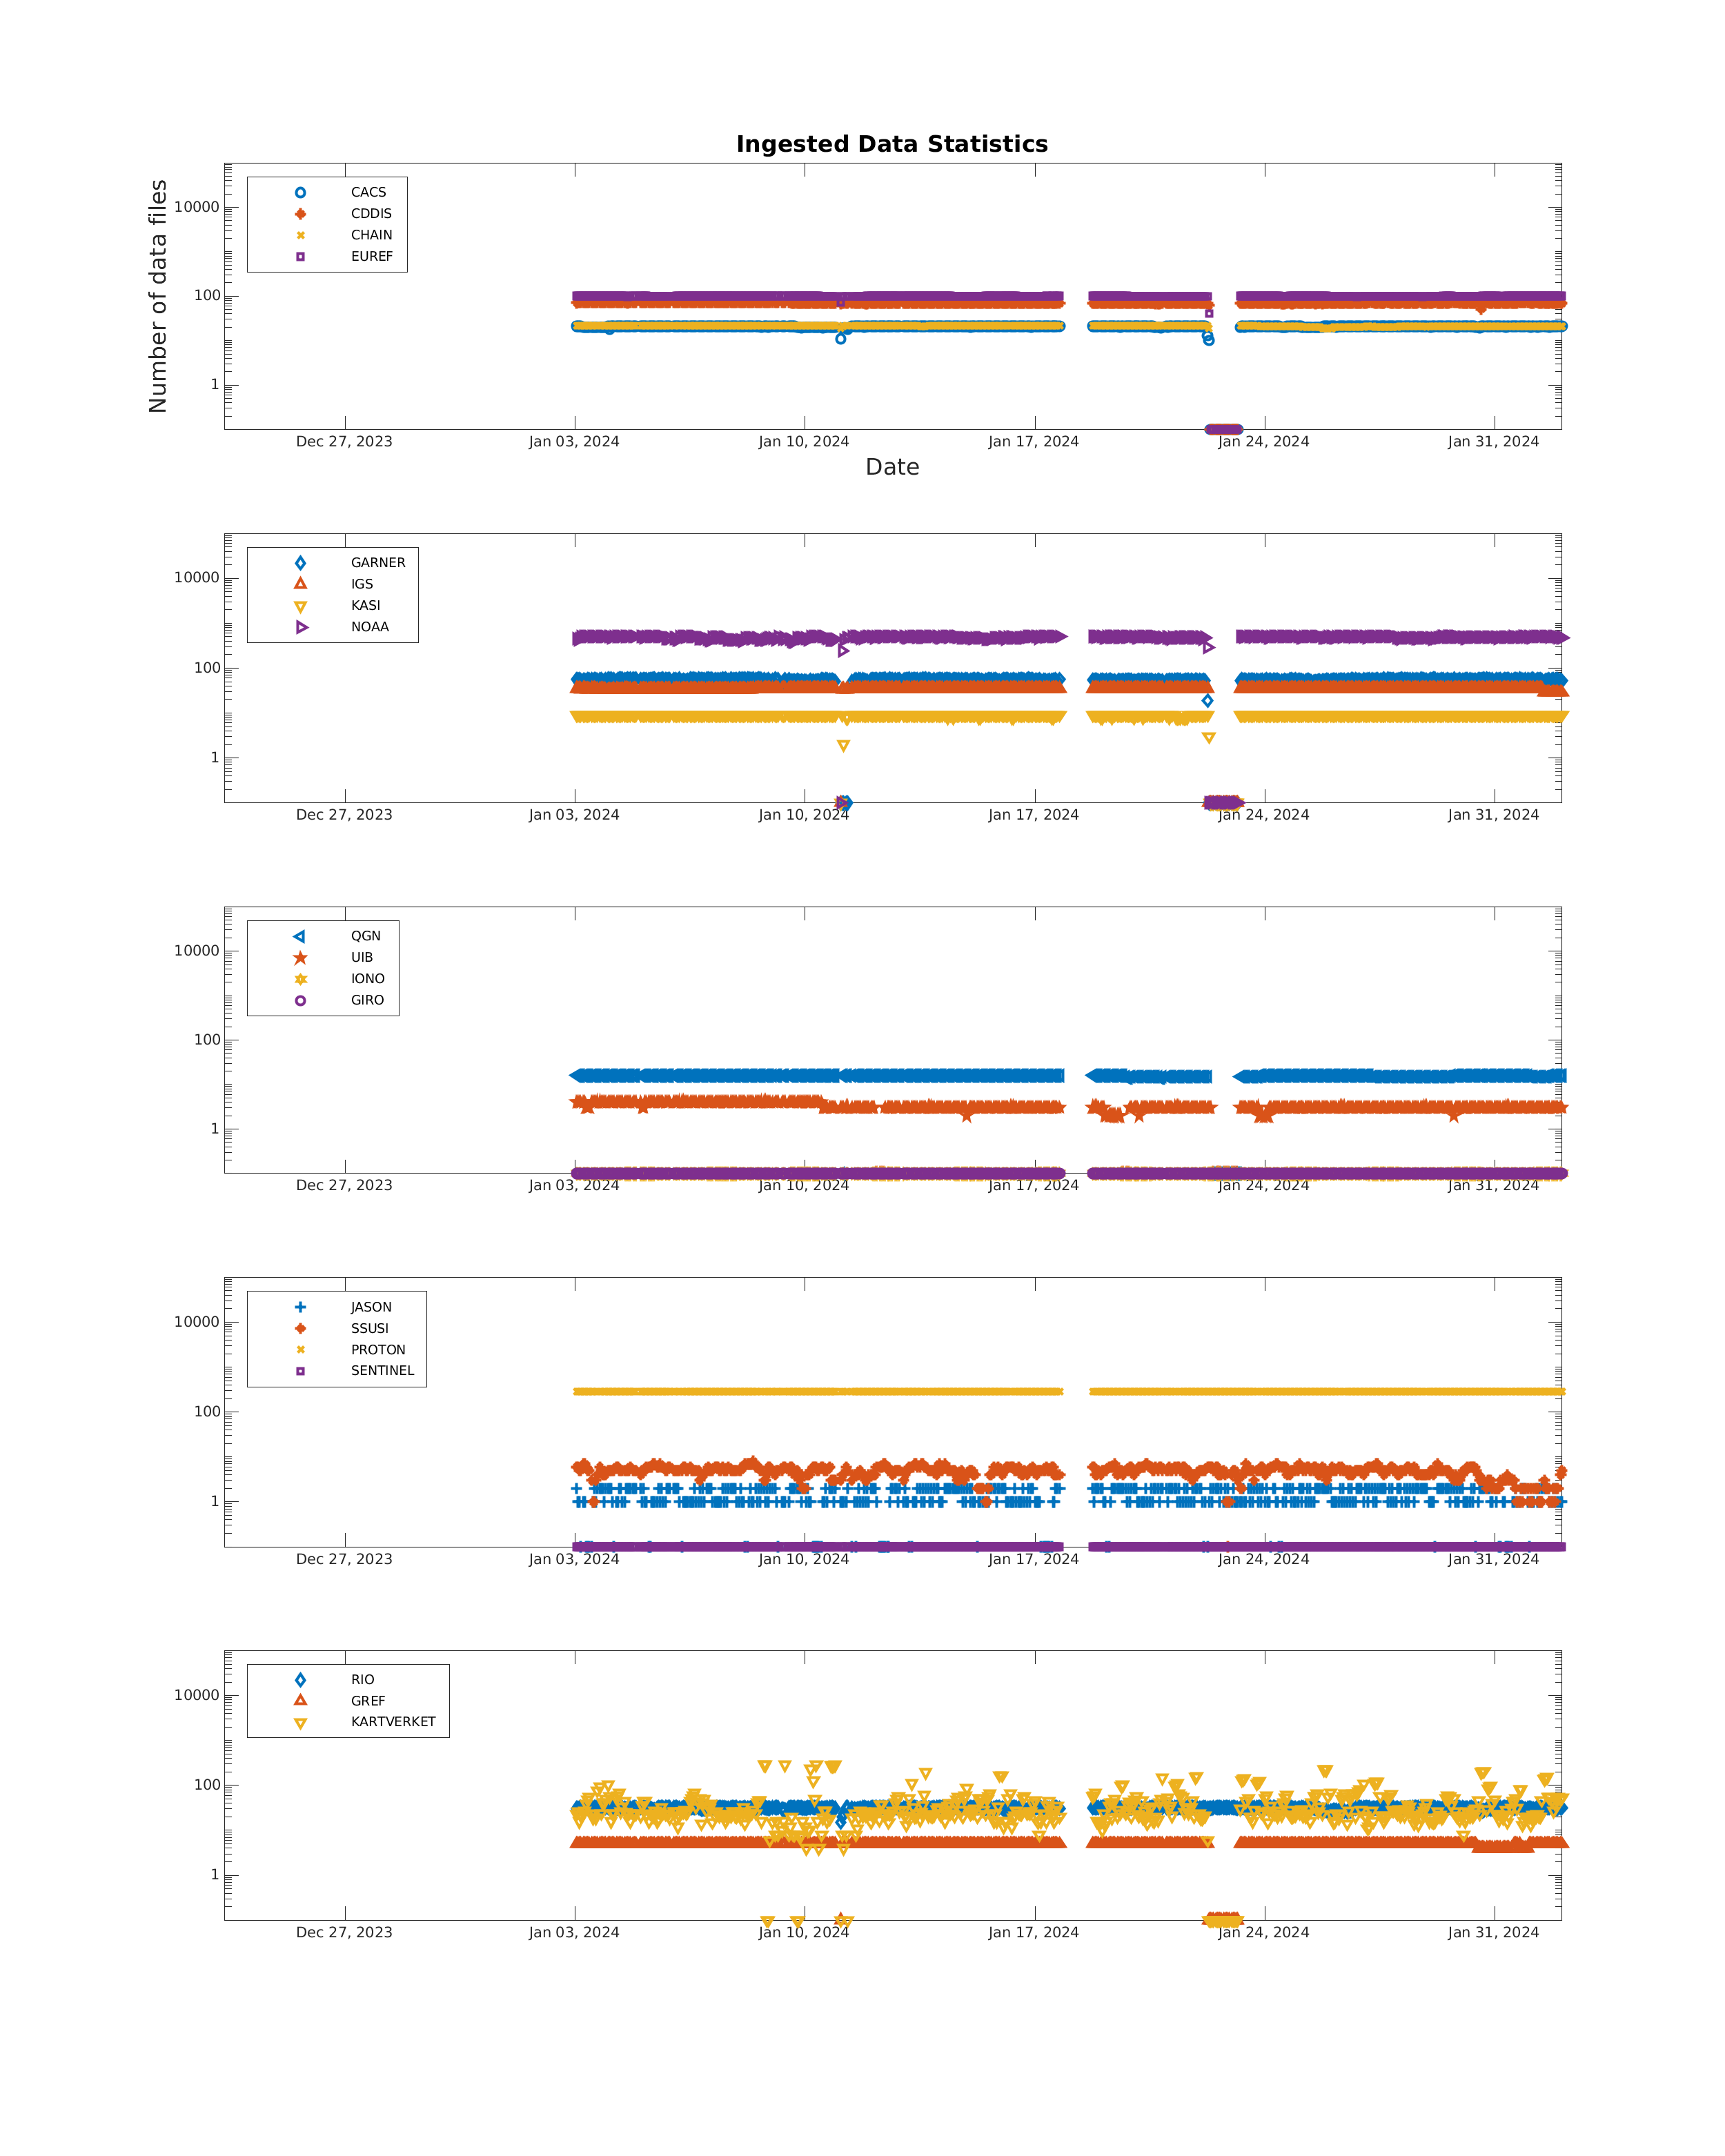 Ingested Data Statistics
Number of data files
10000
100
1
CACS
CDDIS
CHAIN
EUREF
Dec 27, 2023 Jan 03, 2024 Jan 10, 2024 Jan 17, 2024 Jan 24, 2024 Jan 31, 2024
Date
10000
100
1
GARNER
IGS
KASI
NOAA
Dec 27, 2023 Jan 03, 2024 Jan 10, 2024 Jan 17, 2024 Jan 24, 2024 Jan 31, 2024
10000
100
1
QGN
UIB
IONO
GIRO
Dec 27, 2023 Jan 03, 2024 Jan 10, 2024 Jan 17, 2024 Jan 24, 2024 Jan 31, 2024
10000
100
1
JASON
SSUSI
PROTON
SENTINEL
Dec 27, 2023 Jan 03, 2024 Jan 10, 2024 Jan 17, 2024 Jan 24, 2024 Jan 31, 2024
10000
100
1
RIO
GREF
KARTVERKET
Dec 27, 2023 Jan 03, 2024 Jan 10, 2024 Jan 17, 2024 Jan 24, 2024 Jan 31, 2024